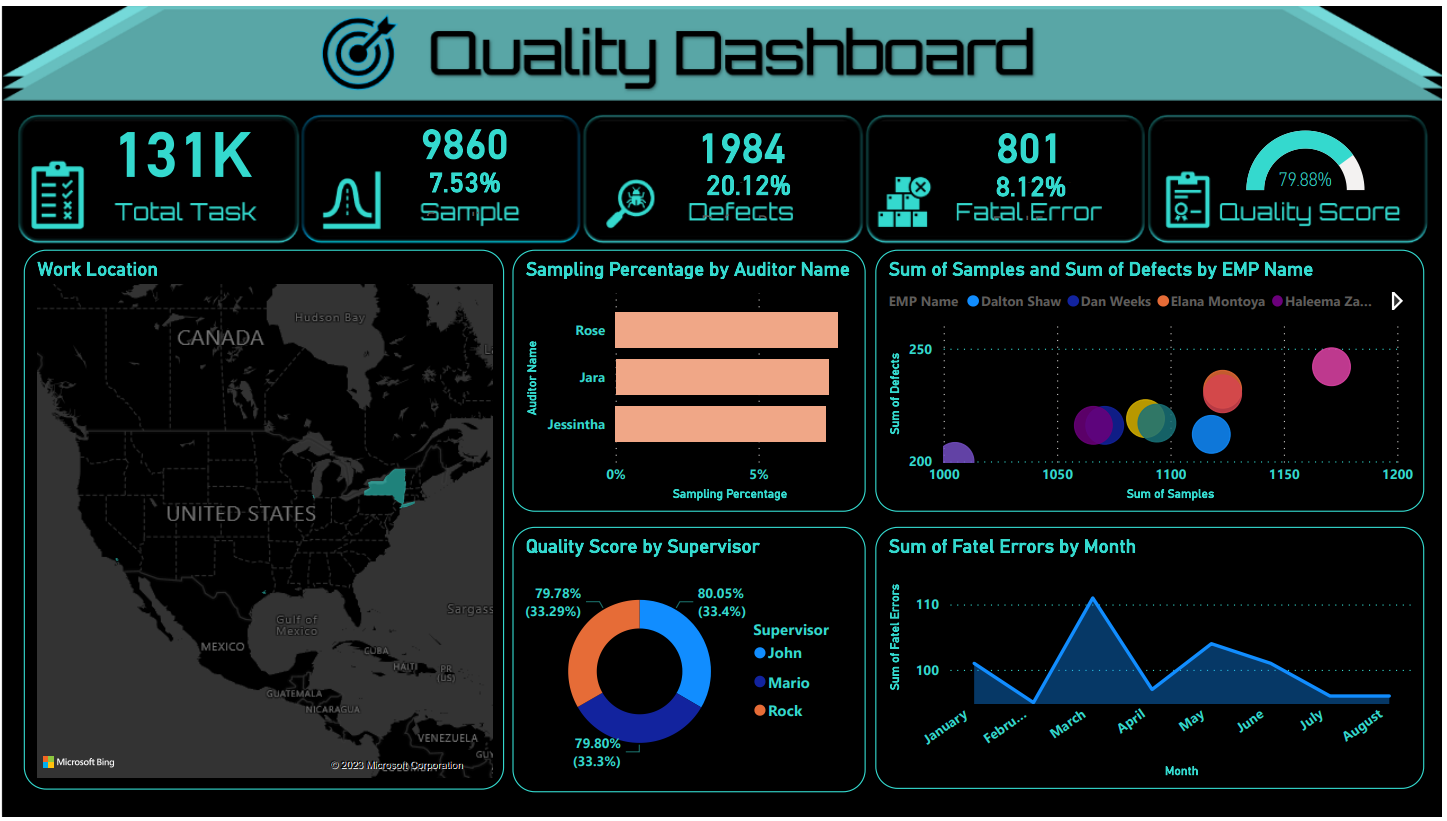 Quality Dashboard
131K
Total Task
9860
7.53%
Sample
1984
20.12%
Defects
801
8.12%
Fatal Error
79.88%
Quality Score
Work Location
Hudson Bay
CANADA
UNITED STATES
Gulf of
Mexico
MEXICO
Sargass
CUBA
HAITI
PR
(US)
GUATEMALA
NICARAGUA
VENEZUELA
GUY
Microsoft Bing
© 2023 Microsoft Corporation
Sampling Percentage by Auditor Name
Auditor Name
Rose
Jara
Jessintha
0%
5%
Sampling Percentage
Sum of Samples and Sum of Defects by EMP Name
EMP Name
Dalton Shaw
Dan Weeks
Elana Montoya
Haleema Za...
Sum of Defects
250
200
1000
1050
1100
1150
1200
Sum of Samples
Quality Score by Supervisor
79.78%
(33.29%)
80.05%
(33.4%)
79.80%
(33.3%)
Supervisor
John
Mario
Rock
Sum of Fatel Errors by Month
Sum of Fatel Errors
110
100
January
Febru...
March
April
May
June
July
August
Month